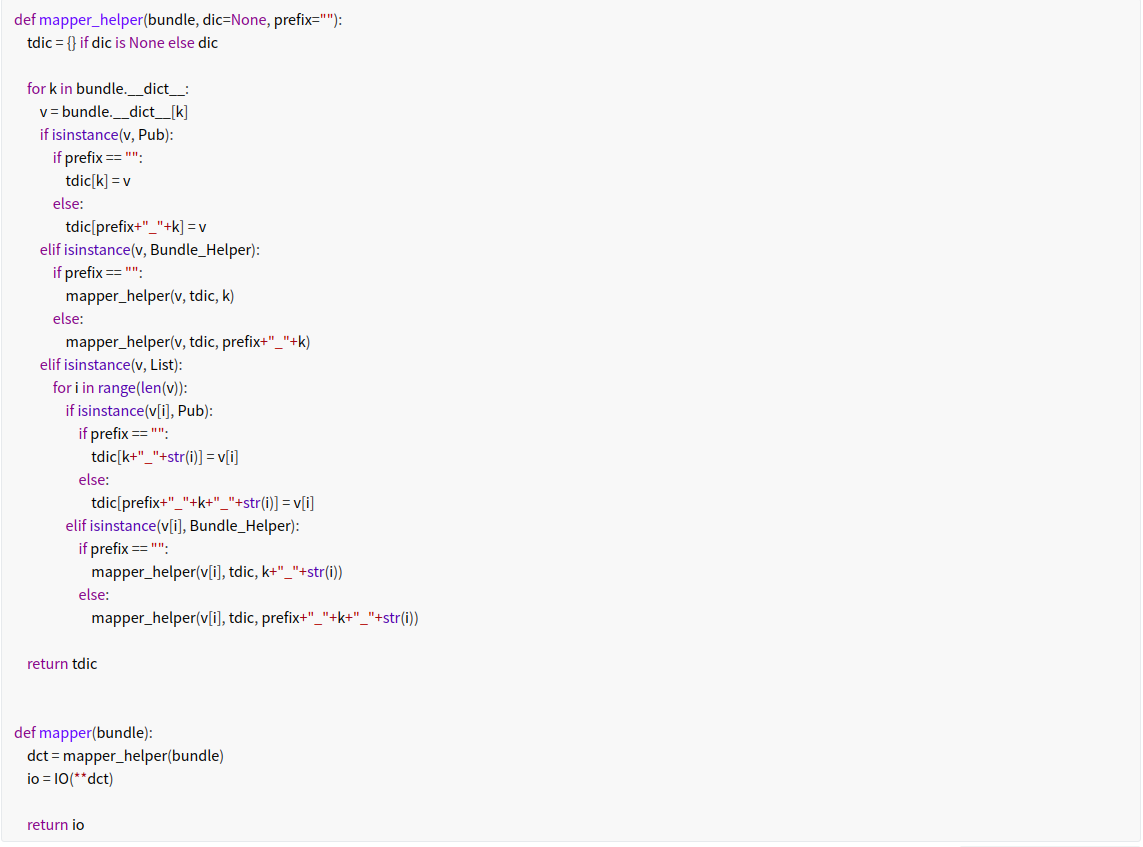 def mapper_helper(bundle, dic=None, prefix=""):
    tdic = {} if dic is None else dic

    for k in bundle.__dict__:
        v = bundle.__dict__[k]
        if isinstance(v, Pub):
            if prefix == "":
                tdic[k] = v
            else:
                tdic[prefix+"_"+k] = v
        elif isinstance(v, Bundle_Helper):
            if prefix == "":
                mapper_helper(v, tdic, k)
            else:
                mapper_helper(v, tdic, prefix+"_"+k)
        elif isinstance(v, List):
            for i in range(len(v)):
                if isinstance(v[i], Pub):
                    if prefix == "":
                        tdic[k+"_"+str(i)] = v[i]
                    else:
                        tdic[prefix+"_"+k+"_"+str(i)] = v[i]
                elif isinstance(v[i], Bundle_Helper):
                    if prefix == "":
                        mapper_helper(v[i], tdic, k+"_"+str(i))
                    else:
                        mapper_helper(v[i], tdic, prefix+"_"+k+"_"+str(i))

    return tdic


def mapper(bundle):
    dct = mapper_helper(bundle)
    io = IO(**dct)

    return io